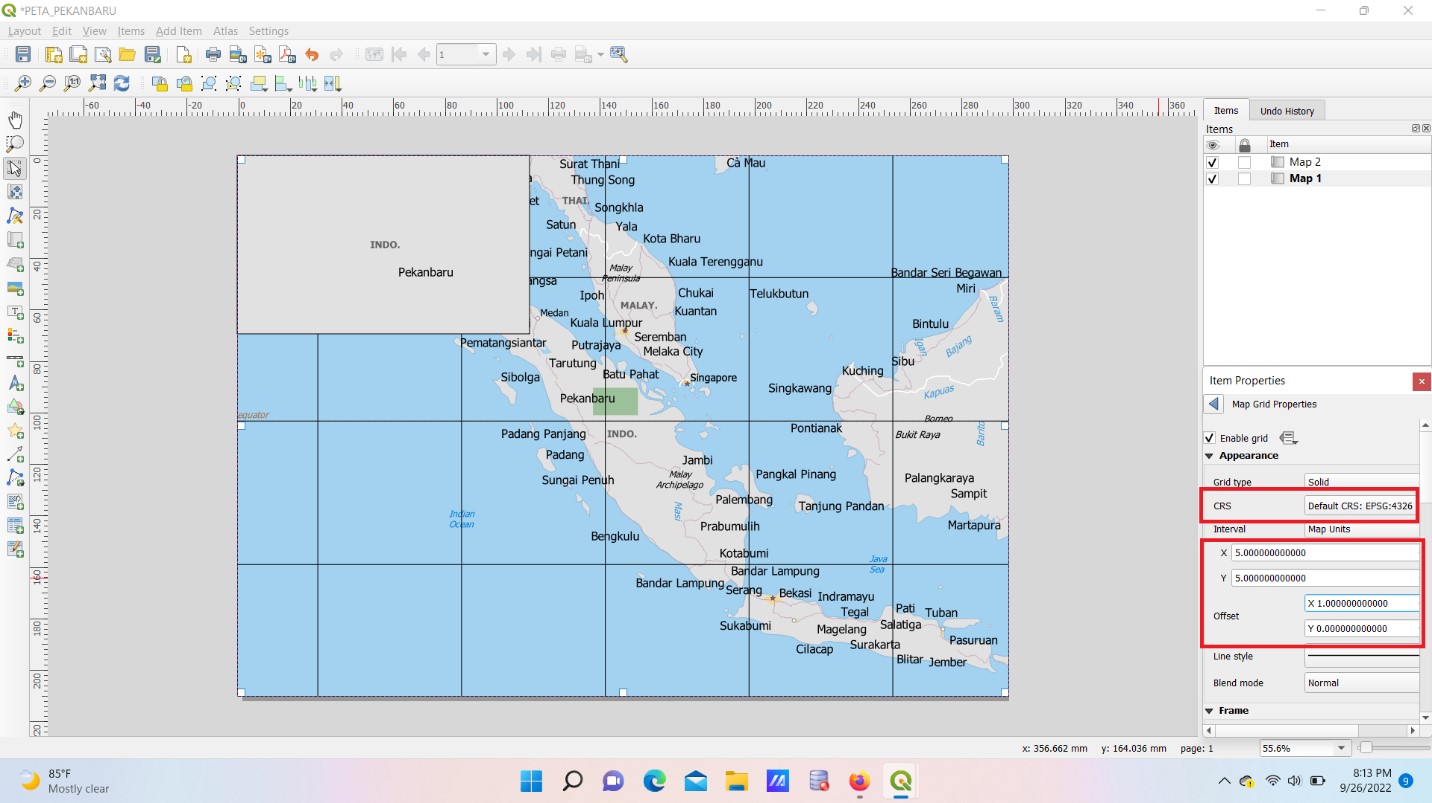 *PETA_PEKANBARU
Layout Edit View Items Add Item Atlas Settings
1
-60 -40 -20 0 20 40 60 80 100 120 140 160 180 200 220 240 260 280 300 320 340 360
0
20
40
60
80
100
120
140
160
180
200
INDO.
Pekanbaru
Surat Thani
Cà Mau
Thung Song
et
THAI.
Songkhla
Satun
Yala
Kota Bharu
ngai Petani
Malay
Peninsula
Kuala Terengganu
Bandar Seri Begawan
angsa
Ipoh
Chukai
Telukbutun
Miri
Baram
MALAY.
Kuantan
Medan
Kuala Lumpur
Bintulu
Pematangsiantar
Putrajaya
Seremban
Melaka City
Igan
Bajang
Tarutung
Sibu
Sibolga
Batu Pahat
Singapore
Kuching
Singkawang
Kapuas
Pekanbaru
equator
Borneo
Padang Panjang
INDO.
Pontianak
Bukit Raya
Barito
Padang
Jambi
Sungai Penuh
Malay
Archipelago
Pangkal Pinang
Palangkaraya
Sampit
Palembang
Tanjung Pandan
Indian
Ocean
Masi
Prabumulih
Martapura
Bengkulu
Kotabumi
Java
Sea
Bandar Lampung
Bandar Lampung
Serang
Bekasi
Indramayu
Tegal
Pati
Tuban
Sukabumi
Magelang
Salatiga
Pasuruan
Cilacap
Surakarta
Blitar
Jember
Items Undo History
Items
Item
Map 2
Map 1
Item Properties
Map Grid Properties
Enable grid
Appearance
Grid type Solid
CRS Default CRS: EPSG:4326
Interval Map Units
X 5.000000000000
Y 5.000000000000
Offset
X 1.000000000000
Y 0.000000000000
Line style
Blend mode Normal
Frame
x: 356.662 mm y: 164.036 mm page: 1 55.6%
85°F
Mostly clear
8:13 PM
9/26/2022
9